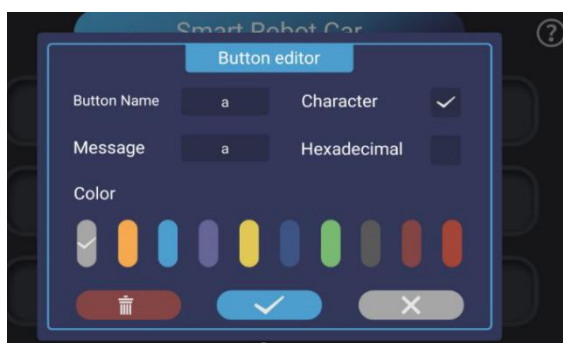 Smart Robot Car
?
Button editor
Button Name a Character
Message a Hexadecimal
Color